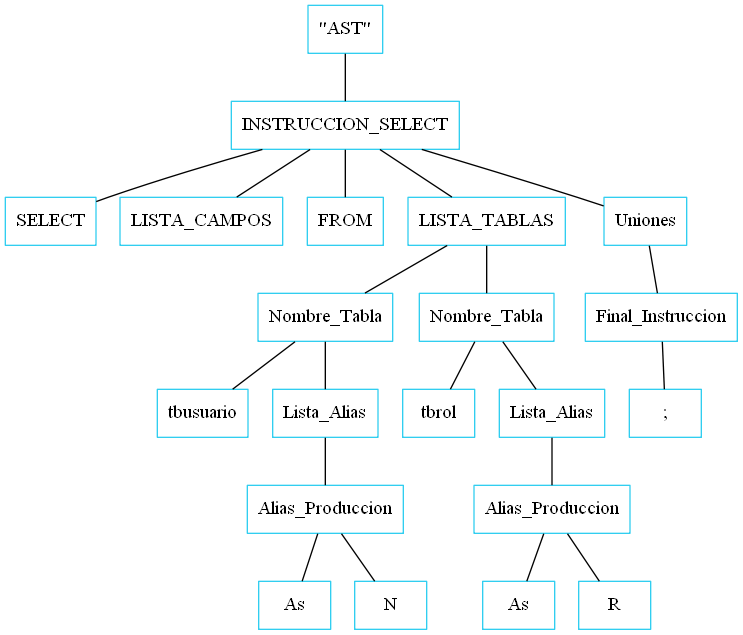 "AST"
INSTRUCCION_SELECT
SELECT
LISTA_CAMPOS
FROM
LISTA_TABLAS
Uniones
Nombre_Tabla
Nombre_Tabla
Final_Instruccion
tbusuario
Lista_Alias
tbrol
Lista_Alias
;
Alias_Produccion
Alias_Produccion
As
N
As
R